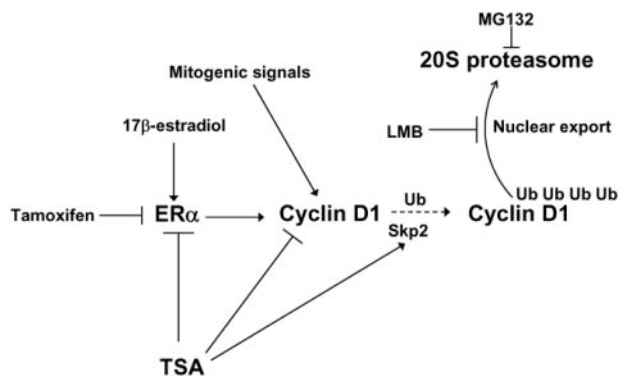 MG132
20S proteasome
Mitogenic signals
LMB
Nuclear export
17β-estradiol
Ub Ub Ub Ub
Tamoxifen
ERα
Cyclin D1
Ub
Skp2
Cyclin D1
TSA